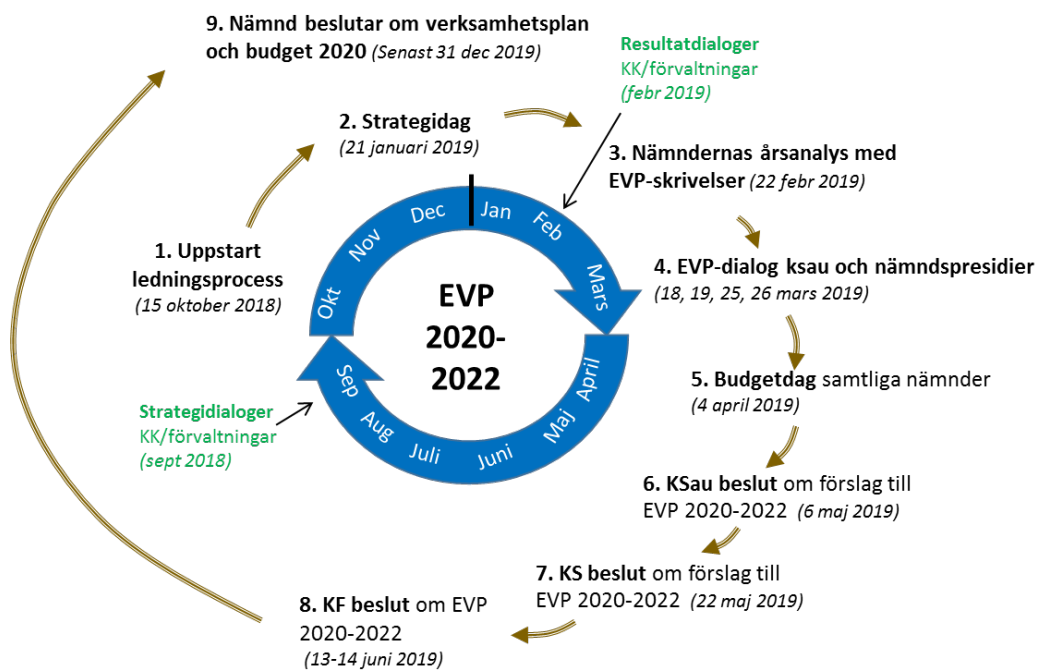 9. Nämnd beslutar om verksamhetsplan
och budget 2020 (Senast 31 dec 2019)
Resultatdialoger
KK/förvaltningar
(febr 2019)
2. Strategidag
(21 januari 2019)
3. Nämndernas årsanalys med
EVP-skrivelser (22 febr 2019)
1. Uppstart
ledningsprocess
(15 oktober 2018)
4. EVP-dialog ksau och nämndspresidier
(18, 19, 25, 26 mars 2019)
Jan
Feb
Mars
April
Maj
Juni
Juli
Aug
Sep
Okt
Nov
Dec
EVP
2020-
2022
5. Budgetdag samtliga nämnder
(4 april 2019)
Strategidialoger
KK/förvaltningar
(sept 2018)
6. KSau beslut om förslag till
EVP 2020-2022 (6 maj 2019)
7. KS beslut om förslag till
EVP 2020-2022 (22 maj 2019)
8. KF beslut om EVP
2020-2022
(13-14 juni 2019)